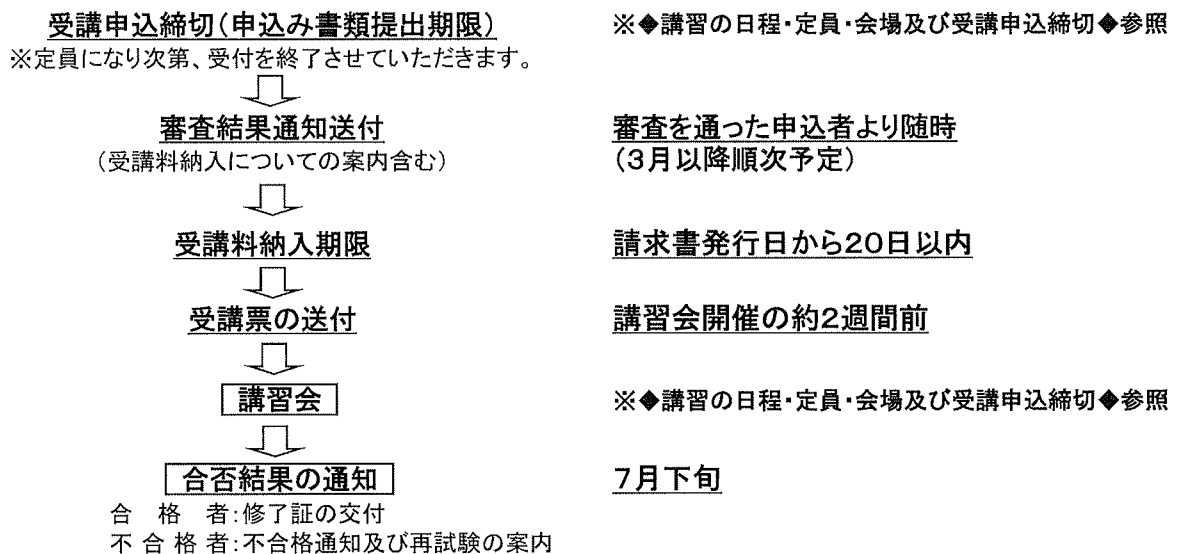 受講申込締切(申込み書類提出期限) ※◆講習の日程・定員・会場及び受講申込締切◆参照
※定員になり次第、受付を終了させていただきます。
審査結果通知送付 審査を通った申込者より随時
(受講料納入についての案内含む) (3月以降順次予定)
受講料納入期限 請求書発行日から20日以内
受講票の送付 講習会開催の約2週間前
講習会 ※◆講習の日程・定員・会場及び受講申込締切◆参照
合否結果の通知 7月下旬
合格者:修了証の交付
不合格者:不合格通知及び再試験の案内